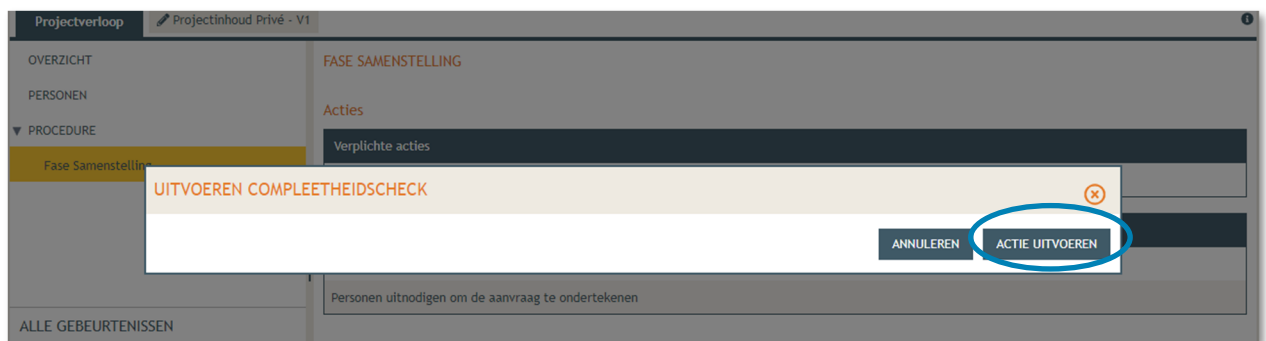 Projectverloop
Projectinhoud Privé - V1
OVERZICHT
PERSONEN
PROCEDURE
Fase Samenstelling
ALLE GEBEURTENISSEN
FASE SAMENSTELLING
Acties
Verplichte acties
UITVOEREN COMPLEETHEIDSCHECK
ANNULEREN
ACTIE UITVOEREN
Personen uitnodigen om de aanvraag te ondertekenen